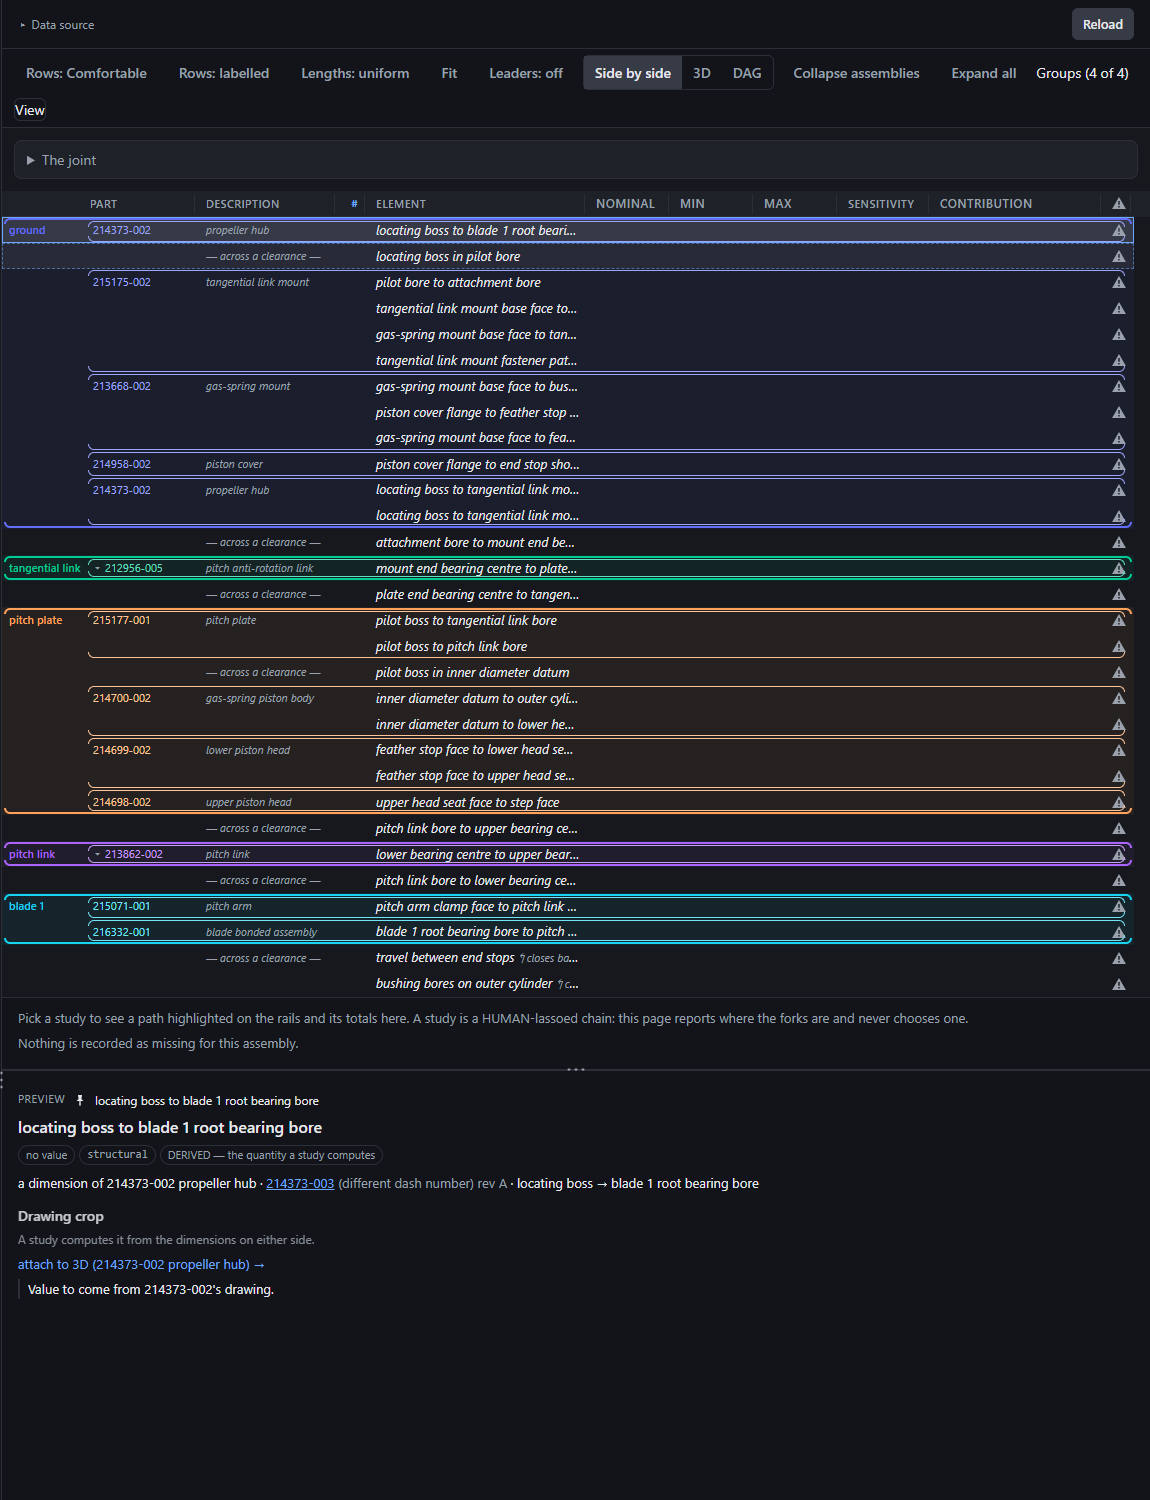 ▸ Data source Reload
Rows: Comfortable Rows: labelled Lengths: uniform Fit Leaders: off Side by side 3D DAG Collapse assemblies Expand all Groups (4 of 4)
View
▶ The joint
PART DESCRIPTION # ELEMENT NOMINAL MIN MAX SENSITIVITY CONTRIBUTION
ground 214373-002 propeller hub locating boss to blade 1 root beari...
— across a clearance — locating boss in pilot bore
215175-002 tangential link mount pilot bore to attachment bore
tangential link mount base face to...
gas-spring mount base face to tan...
tangential link mount fastener pat...
213668-002 gas-spring mount gas-spring mount base face to bus...
piston cover flange to feather stop ...
gas-spring mount base face to fea...
214958-002 piston cover piston cover flange to end stop sho...
214373-002 propeller hub locating boss to tangential link mo...
locating boss to tangential link mo...
— across a clearance — attachment bore to mount end be...
tangential link 212956-005 pitch anti-rotation link mount end bearing centre to plate...
— across a clearance — plate end bearing centre to tangen...
pitch plate 215177-001 pitch plate pilot boss to tangential link bore
pilot boss to pitch link bore
— across a clearance — pilot boss in inner diameter datum
214700-002 gas-spring piston body inner diameter datum to outer cyli...
inner diameter datum to lower he...
214699-002 lower piston head feather stop face to lower head se...
feather stop face to upper head se...
214698-002 upper piston head upper head seat face to step face
— across a clearance — pitch link bore to upper bearing ce...
pitch link 213862-002 pitch link lower bearing centre to upper bear...
— across a clearance — pitch link bore to lower bearing ce...
blade 1 215071-001 pitch arm pitch arm clamp face to pitch link ...
216332-001 blade bonded assembly blade 1 root bearing bore to pitch ...
— across a clearance — travel between end stops ↰ closes ba...
bushing bores on outer cylinder ↰ c...
Pick a study to see a path highlighted on the rails and its totals here. A study is a HUMAN-lassoed chain: this page reports where the forks are and never chooses one.
Nothing is recorded as missing for this assembly.
PREVIEW locating boss to blade 1 root bearing bore
locating boss to blade 1 root bearing bore
no value structural DERIVED — the quantity a study computes
a dimension of 214373-002 propeller hub · 214373-003 (different dash number) rev A · locating boss → blade 1 root bearing bore
Drawing crop
A study computes it from the dimensions on either side.
attach to 3D (214373-002 propeller hub) →
Value to come from 214373-002's drawing.